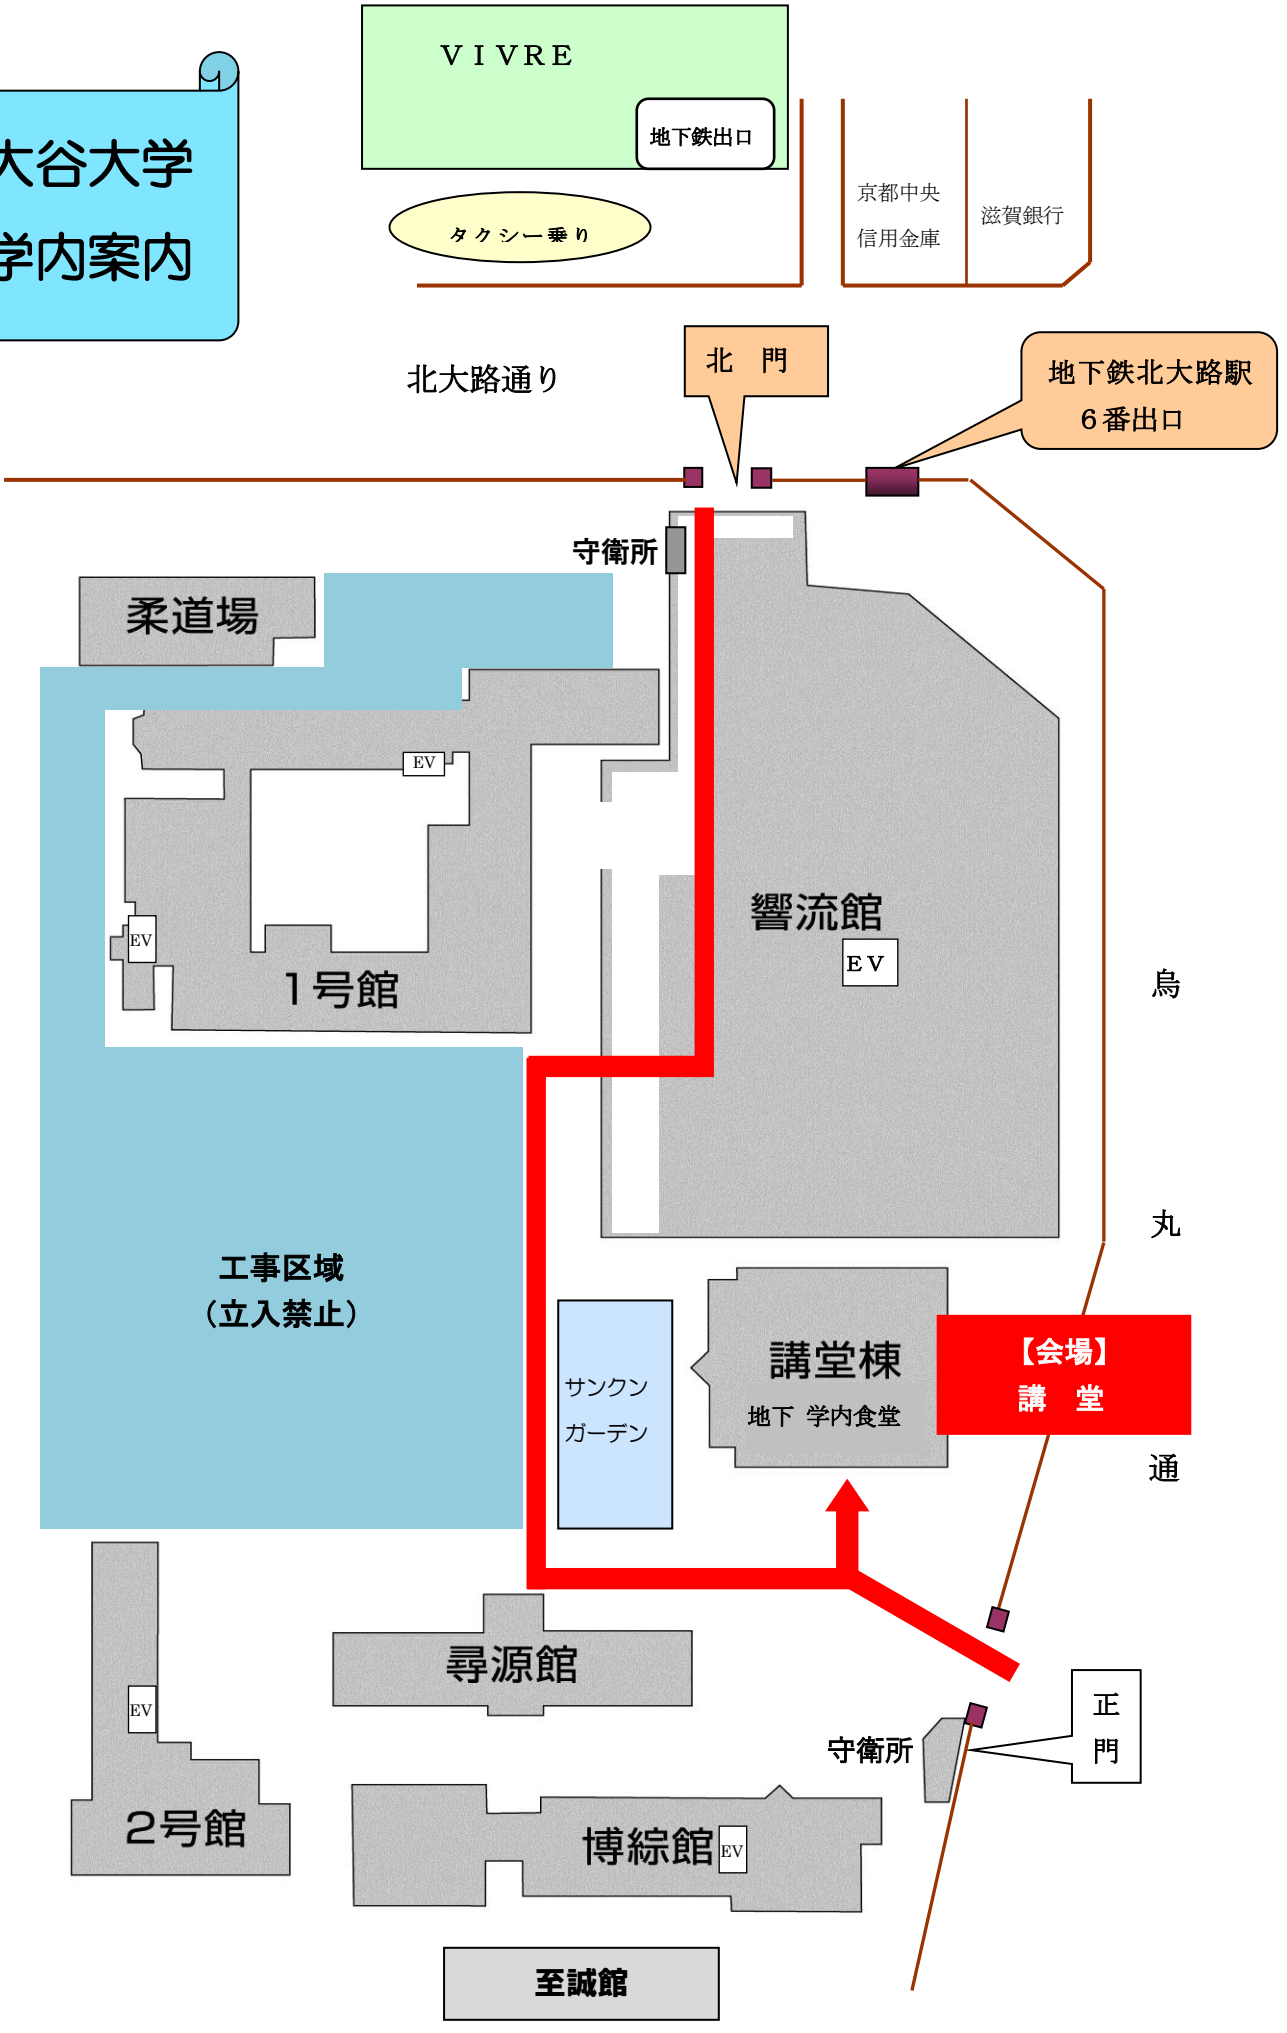 ＶＩＶＲＥ
地下鉄出口
大谷大学
学内案内
タクシー乗り
京都中央
信用金庫
滋賀銀行
北大路通り
北　門
地下鉄北大路駅
６番出口
守衛所
柔道場
EV
響流館
ＥＶ
EV
1号館
烏
丸
通
工事区域
（立入禁止）
サンクン
ガーデン
講堂棟
地下 学内食堂
【会場】
講　堂
尋源館
EV
2号館
正
門
守衛所
博綜館
EV
至誠館